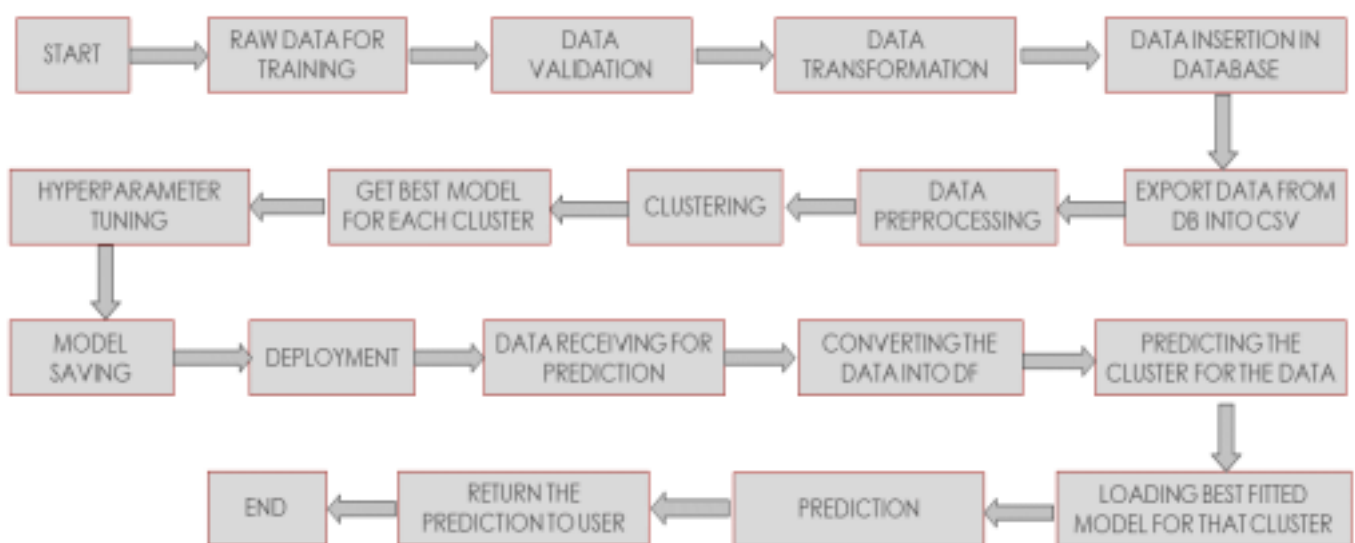 START
RAW DATA FOR
TRAINING
DATA
VALIDATION
DATA
TRANSFORMATION
DATA INSERTION IN
DATABASE
HYPERPARAMETER
TUNING
GET BEST MODEL
FOR EACH CLUSTER
CLUSTERING
DATA
PREPROCESSING
EXPORT DATA FROM
DB INTO CSV
MODEL
SAVING
DEPLOYMENT
DATA RECEIVING FOR
PREDICTION
CONVERTING THE
DATA INTO DF
PREDICTING THE
CLUSTER FOR THE DATA
END
RETURN THE
PREDICTION TO USER
PREDICTION
LOADING BEST FITTED
MODEL FOR THAT CLUSTER